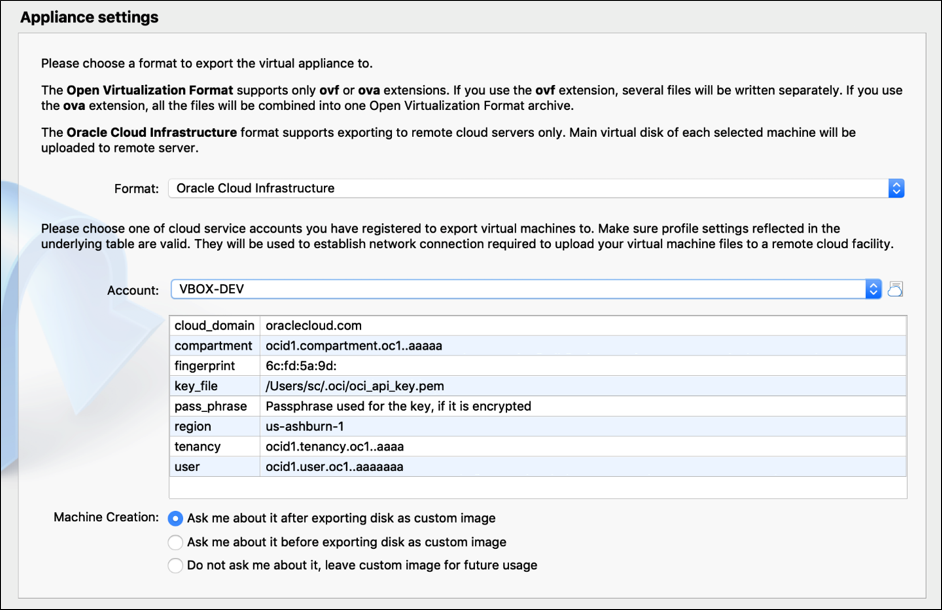 Appliance settings
Please choose a format to export the virtual appliance to.
The Open Virtualization Format supports only ovf or ova extensions. If you use the ovf extension, several files will be written separately. If you use
the ova extension, all the files will be combined into one Open Virtualization Format archive.
The Oracle Cloud Infrastructure format supports exporting to remote cloud servers only. Main virtual disk of each selected machine will be
uploaded to remote server.
Format: Oracle Cloud Infrastructure
Please choose one of cloud service accounts you have registered to export virtual machines to. Make sure profile settings reflected in the
underlying table are valid. They will be used to establish network connection required to upload your virtual machine files to a remote cloud facility.
Account: VBOX-DEV
cloud_domain oraclecloud.com
compartment ocid1.compartment.oc1..aaaaa
fingerprint 6c:fd:5a:9d:
key_file /Users/sc/.oci/oci_api_key.pem
pass_phrase Passphrase used for the key, if it is encrypted
region us-ashburn-1
tenancy ocid1.tenancy.oc1..aaaa
user ocid1.user.oc1..aaaaaaa
Machine Creation: Ask me about it after exporting disk as custom image
Ask me about it before exporting disk as custom image
Do not ask me about it, leave custom image for future usage